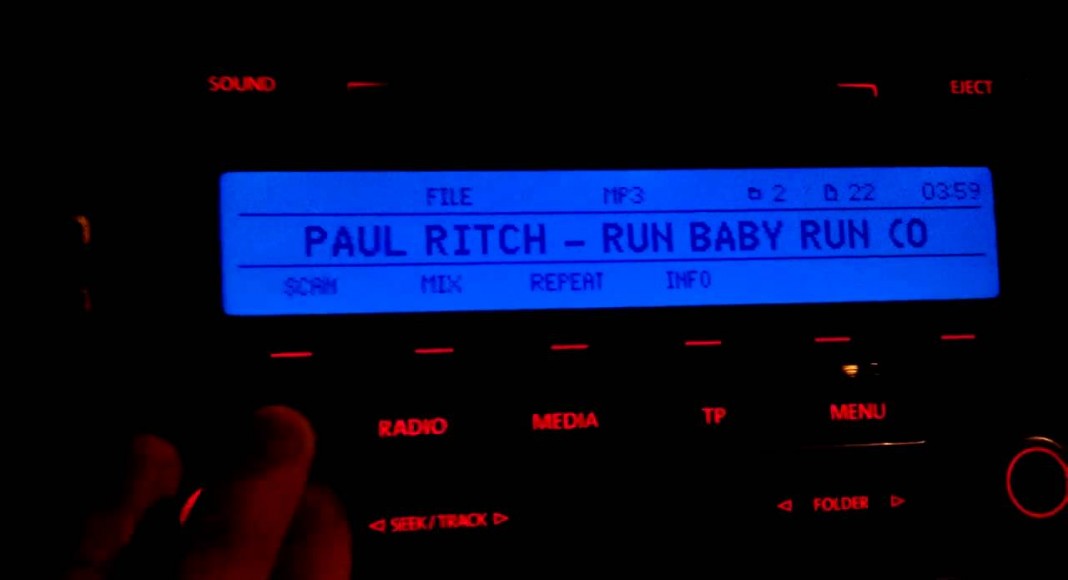 SOUND EJECT
FILE MP3 2 22 03:59
PAUL RITCH - RUN BABY RUN (O
SCAN MIX REPEAT INFO
RADIO MEDIA TP MENU
SEEK/TRACK FOLDER